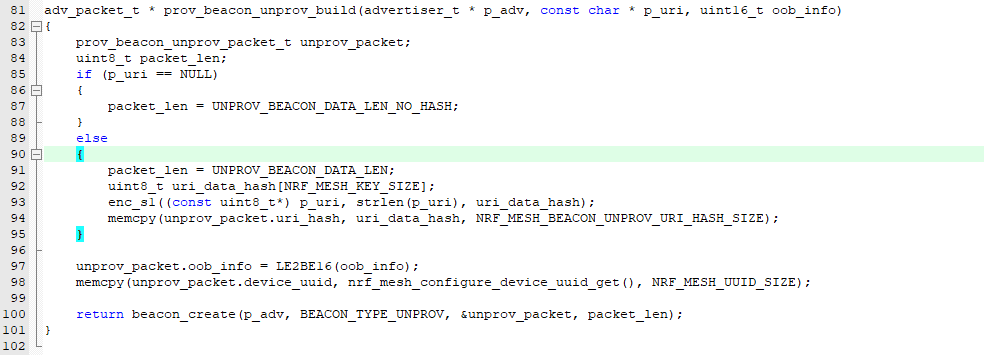 81 adv_packet_t * prov_beacon_unprov_build(advertiser_t * p_adv, const char * p_uri, uint16_t oob_info)
82 {
83     prov_beacon_unprov_packet_t unprov_packet;
84     uint8_t packet_len;
85     if (p_uri == NULL)
86     {
87         packet_len = UNPROV_BEACON_DATA_LEN_NO_HASH;
88     }
89     else
90     {
91         packet_len = UNPROV_BEACON_DATA_LEN;
92         uint8_t uri_data_hash[NRF_MESH_KEY_SIZE];
93         enc_s1((const uint8_t*) p_uri, strlen(p_uri), uri_data_hash);
94         memcpy(unprov_packet.uri_hash, uri_data_hash, NRF_MESH_BEACON_UNPROV_URI_HASH_SIZE);
95     }
96
97     unprov_packet.oob_info = LE2BE16(oob_info);
98     memcpy(unprov_packet.device_uuid, nrf_mesh_configure_device_uuid_get(), NRF_MESH_UUID_SIZE);
99
100     return beacon_create(p_adv, BEACON_TYPE_UNPROV, &unprov_packet, packet_len);
101 }
102